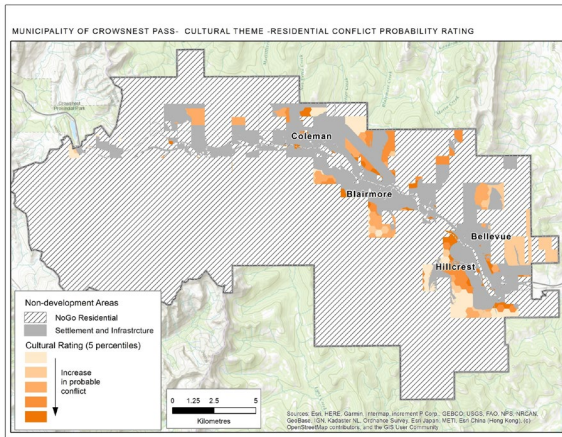 MUNICIPALITY OF CROWSNEST PASS- CULTURAL THEME -RESIDENTIAL CONFLICT PROBABILITY RATING
Crowsnest
Provincial Park
Coleman
Blairmore
Bellevue
Hillcrest
Non-development Areas
NoGo Residential
Settlement and Infrastrcture
Cultural Rating (5 percentiles)
Increase
in probable
conflict
0 1.25 2.5 5
Kilometres
Sources: Esri, HERE, Garmin, Intermap, increment P Corp., GEBCO, USGS, FAO, NPS, NRCAN,
GeoBase, IGN, Kadaster NL, Ordnance Survey, Esri Japan, METI, Esri China (Hong Kong), (c)
OpenStreetMap contributors, and the GIS User Community